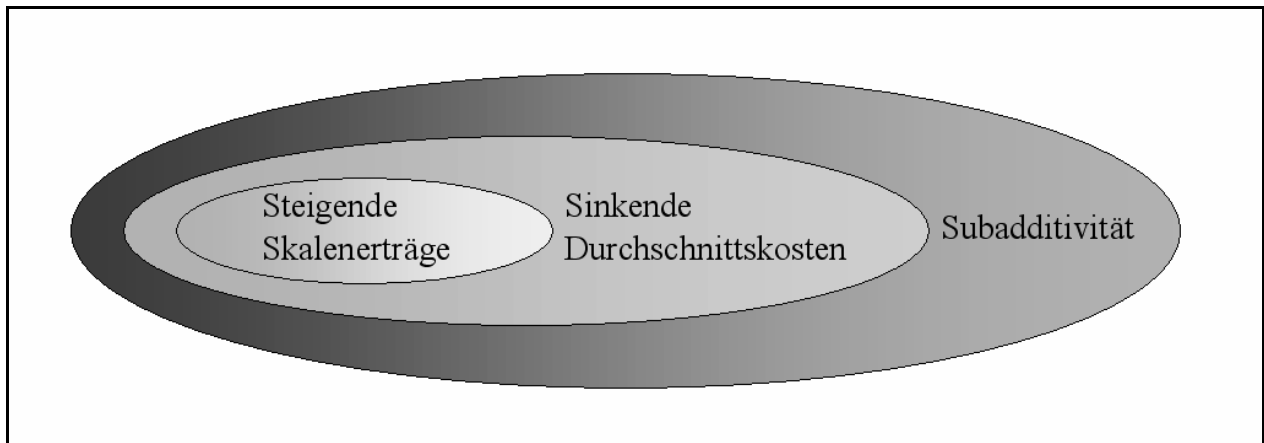 Steigende
Skalenerträge
Sinkende
Durchschnittskosten
Subadditivität